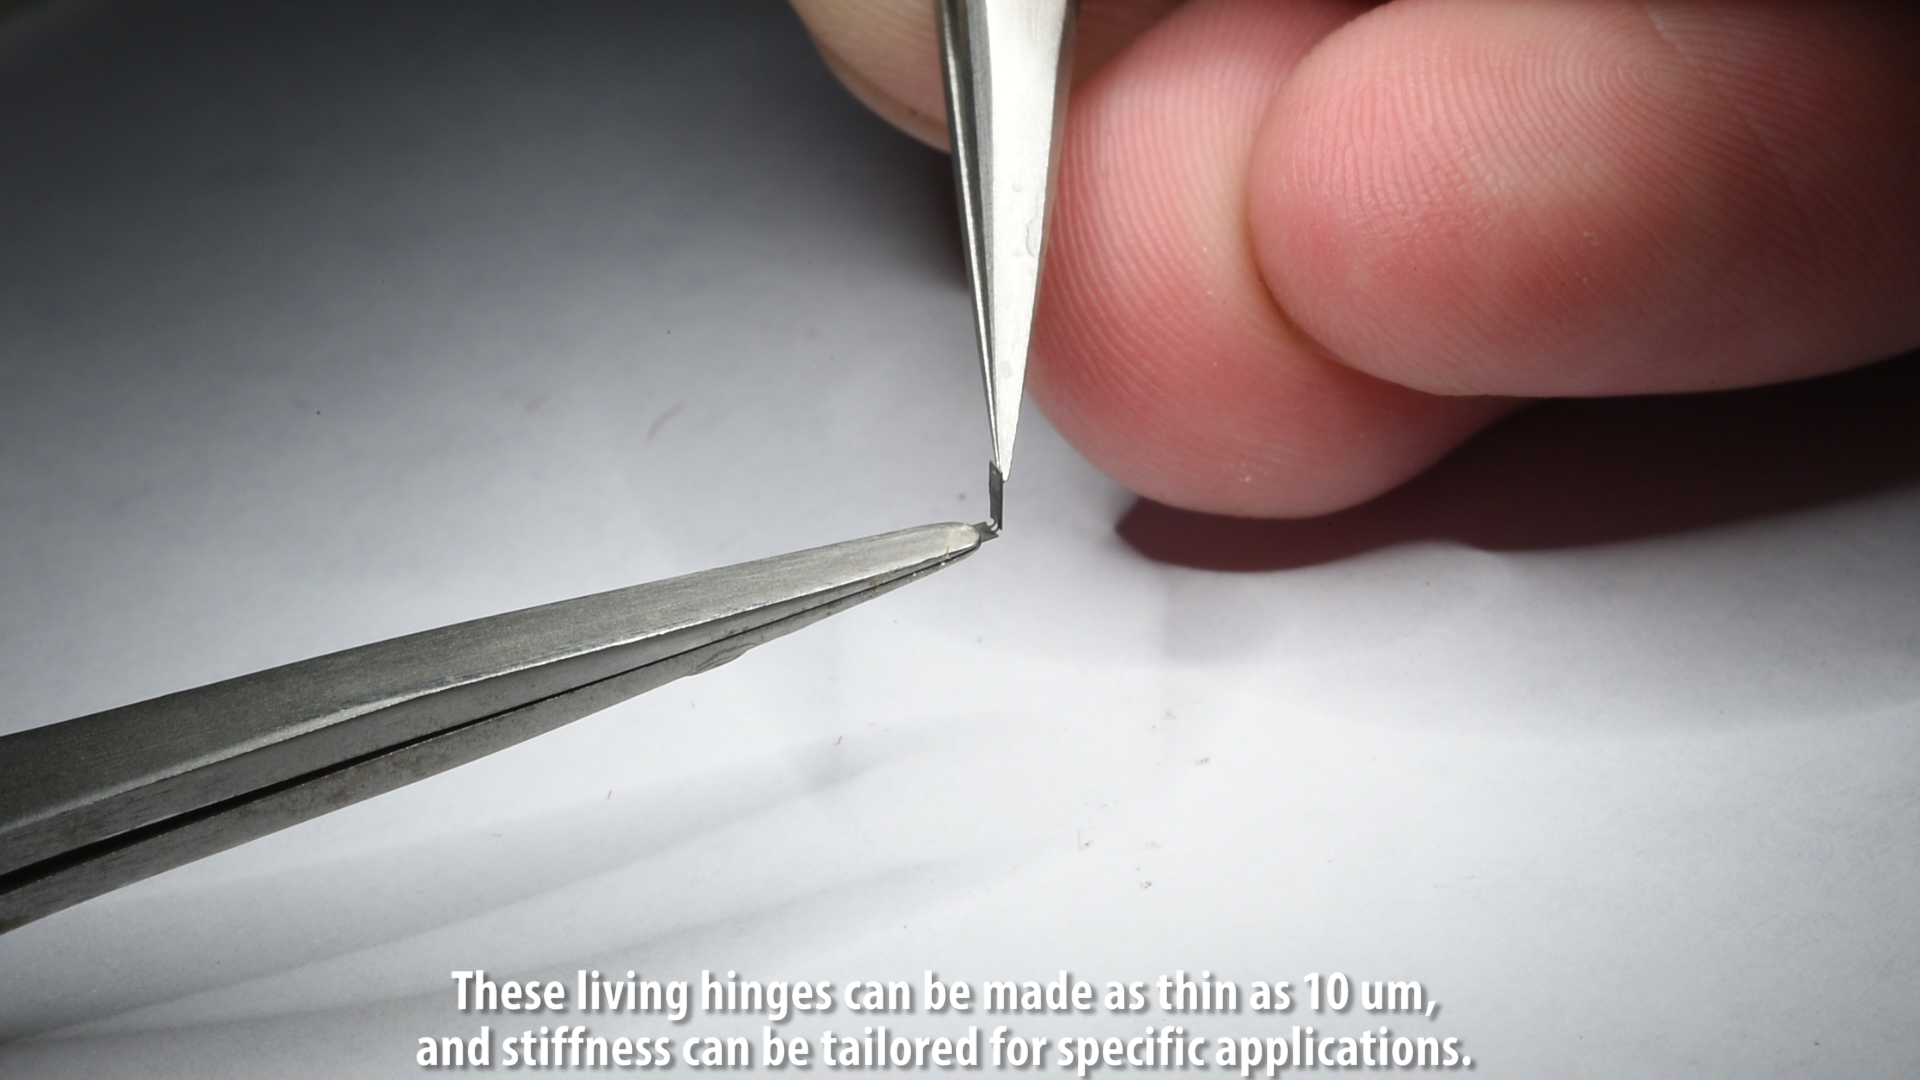 These living hinges can be made as thin as 10 um,
and stiffness can be tailored for specific applications.